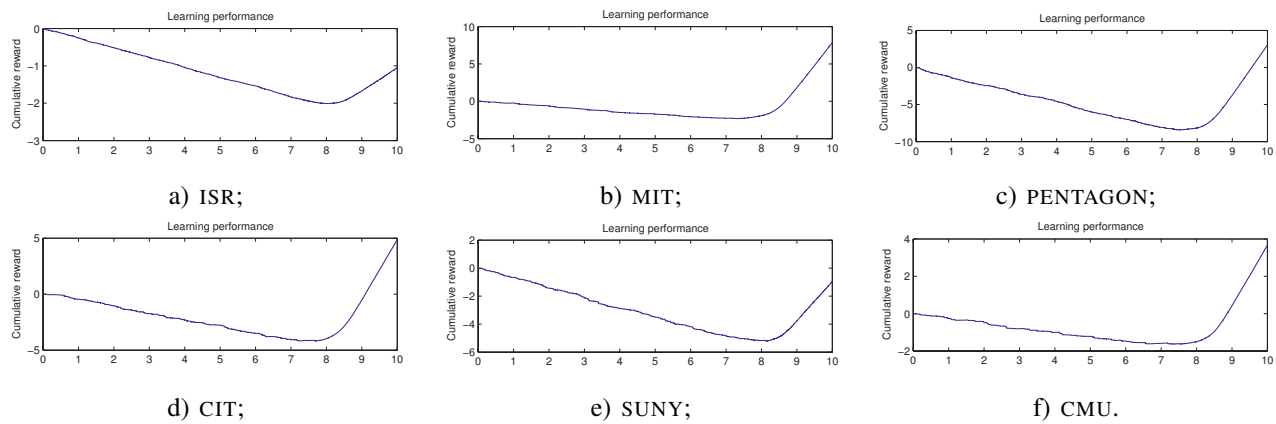 Learning performance
Cumulative reward
0
−1
−2
−3
0 1 2 3 4 5 6 7 8 9 10
a) ISR;
Learning performance
Cumulative reward
10
5
0
−5
0 1 2 3 4 5 6 7 8 9 10
b) MIT;
Learning performance
Cumulative reward
5
0
−5
−10
0 1 2 3 4 5 6 7 8 9 10
c) PENTAGON;
Learning performance
Cumulative reward
5
0
−5
0 1 2 3 4 5 6 7 8 9 10
d) CIT;
Learning performance
Cumulative reward
2
0
−2
−4
−6
0 1 2 3 4 5 6 7 8 9 10
e) SUNY;
Learning performance
Cumulative reward
4
2
0
−2
0 1 2 3 4 5 6 7 8 9 10
f) CMU.